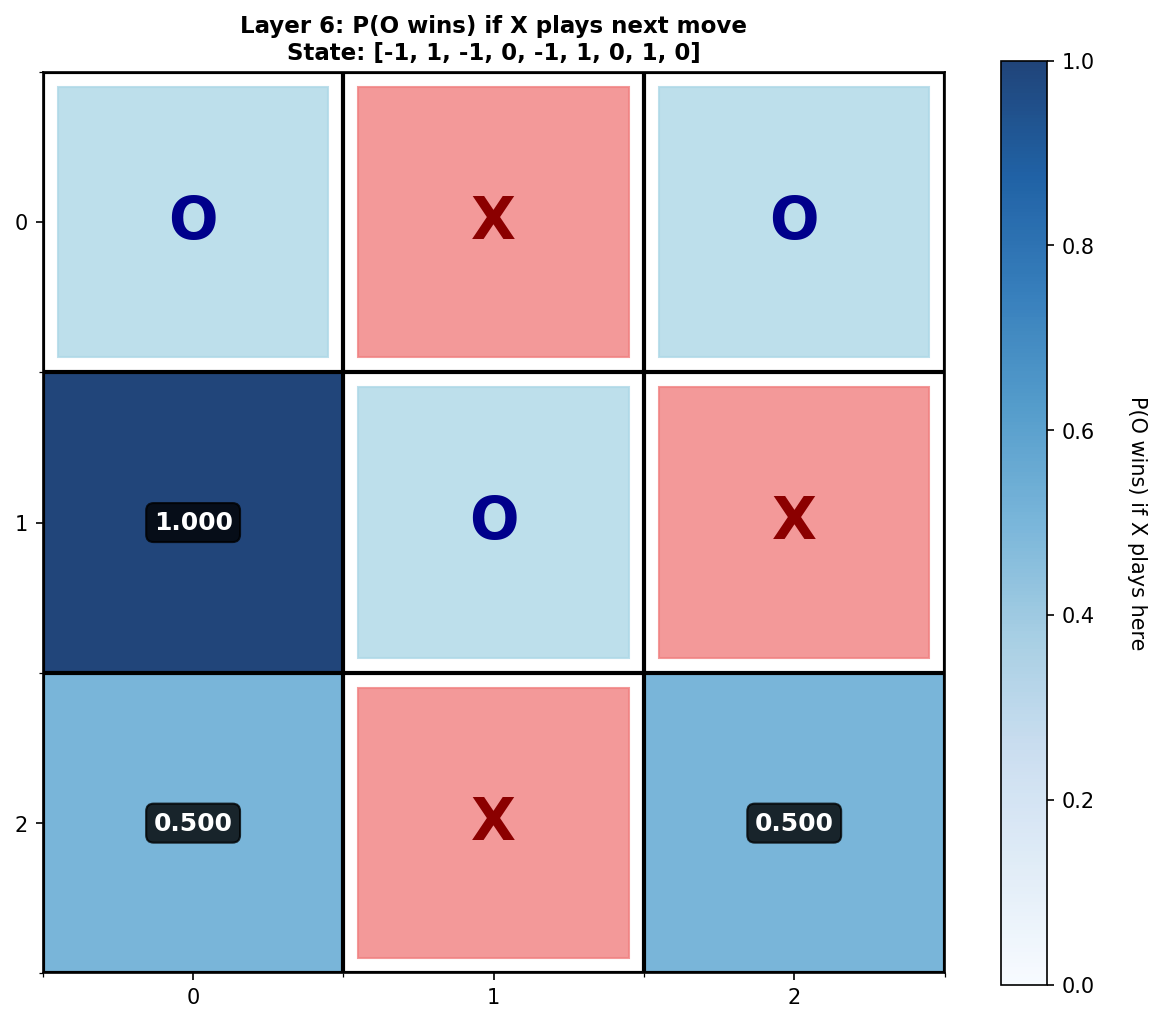 Layer 6: P(O wins) if X plays next move
State: [-1, 1, -1, 0, -1, 1, 0, 1, 0]
0
O
X
O
1
1.000
O
X
2
0.500
X
0.500
0
1
2
1.0
0.8
0.6
0.4
0.2
0.0
P(O wins) if X plays here